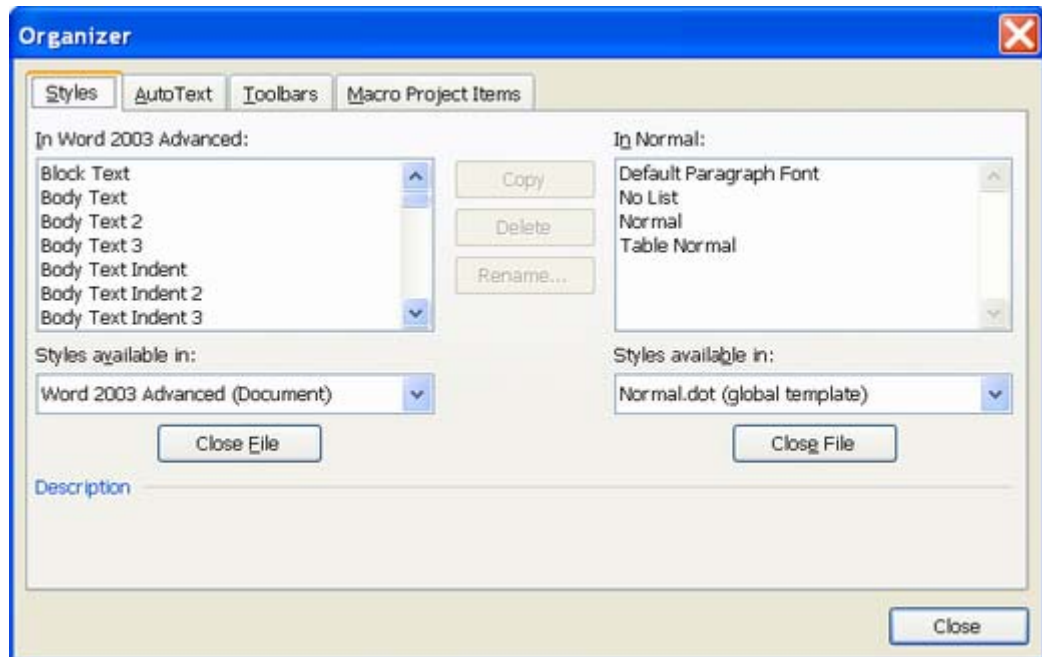 Organizer
Styles AutoText Toolbars Macro Project Items
In Word 2003 Advanced:
Block Text
Body Text
Body Text 2
Body Text 3
Body Text Indent
Body Text Indent 2
Body Text Indent 3
Copy
Delete
Rename...
In Normal:
Default Paragraph Font
No List
Normal
Table Normal
Styles available in:
Word 2003 Advanced (Document)
Close File
Styles available in:
Normal.dot (global template)
Close File
Description
Close